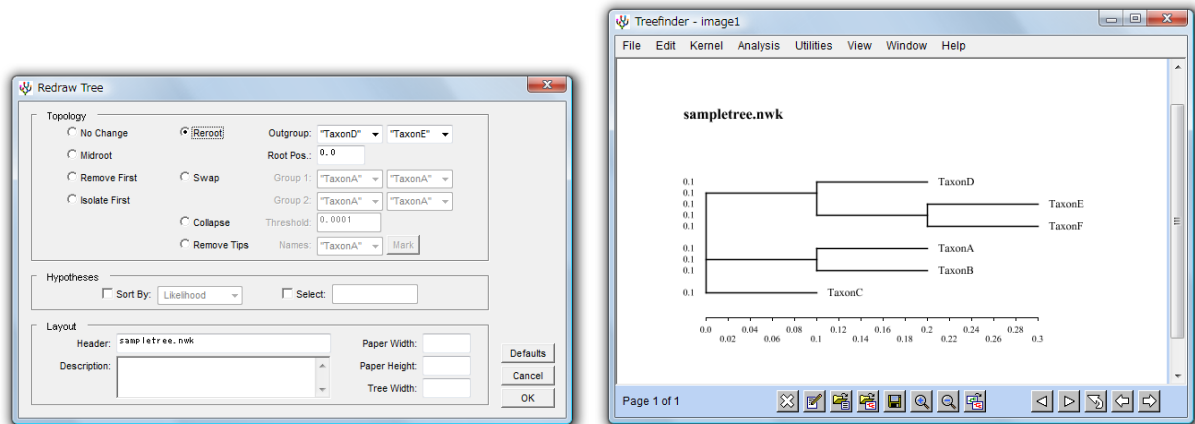 Redraw Tree
Topology
No Change Reroot Outgroup: "TaxonD" "TaxonE"
Midroot Root Pos.: 0.0
Remove First Swap Group 1: "TaxonA" "TaxonA"
Isolate First Group 2: "TaxonA" "TaxonA"
Collapse Threshold: 0.0001
Remove Tips Names: "TaxonA" Mark
Hypotheses
Sort By: Likelihood Select:
Layout
Header: sampletree.nwk Paper Width:
Description: Paper Height:
Tree Width:
Defaults
Cancel
OK
Treefinder - image1
File Edit Kernel Analysis Utilities View Window Help
sampletree.nwk
0.1 TaxonD
0.1
0.1 TaxonE
0.1
0.1 TaxonF
0.1 TaxonA
0.1
0.1 TaxonB
0.1 TaxonC
0.0 0.04 0.08 0.12 0.16 0.2 0.24 0.28
0.02 0.06 0.1 0.14 0.18 0.22 0.26 0.3
Page 1 of 1